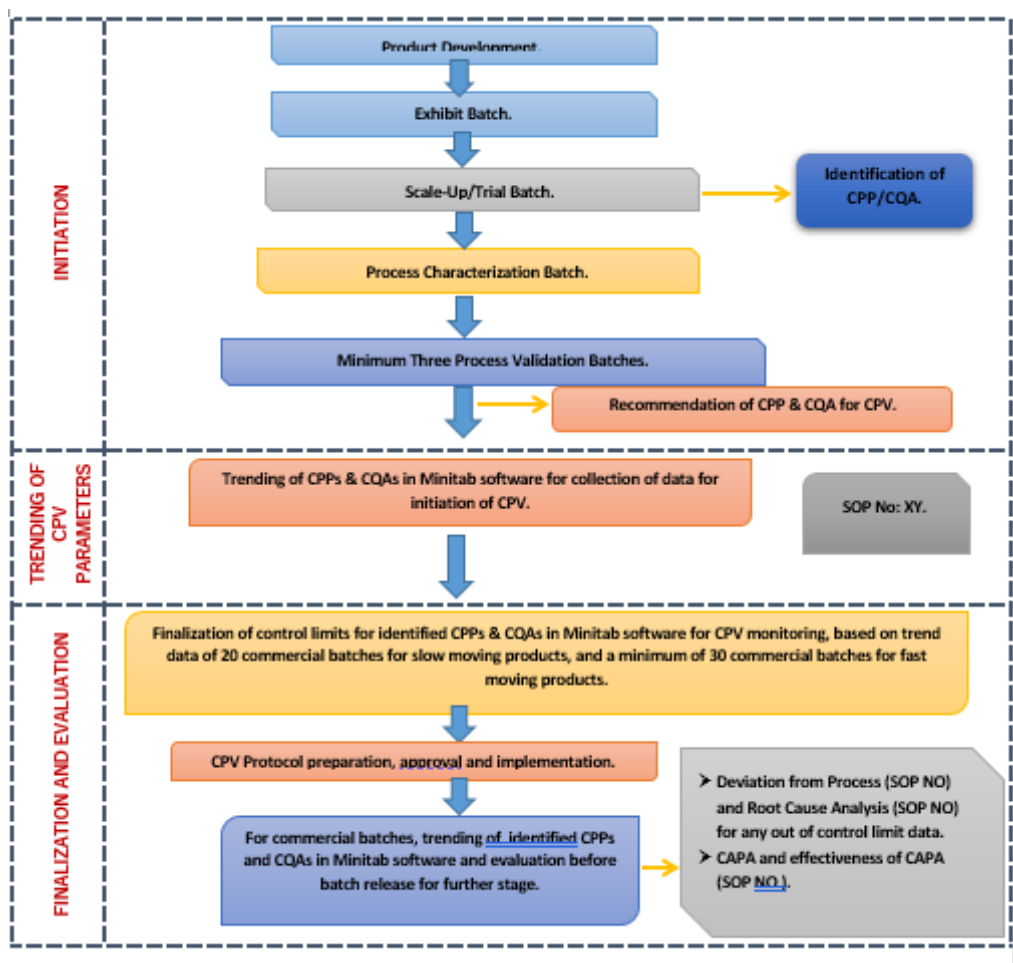 INITIATION
Product Development.
Exhibit Batch.
Scale-Up/Trial Batch.
Identification of
CPP/CQA.
Process Characterization Batch.
Minimum Three Process Validation Batches.
Recommendation of CPP & CQA for CPV.
TRENDING OF
CPV
PARAMETERS
Trending of CPPs & CQAs in Minitab software for collection of data for
initiation of CPV.
SOP No: XY.
FINALIZATION AND EVALUATION
Finalization of control limits for identified CPPs & CQAs in Minitab software for CPV monitoring, based on trend
data of 20 commercial batches for slow moving products, and a minimum of 30 commercial batches for fast
moving products.
CPV Protocol preparation, approval and implementation.
For commercial batches, trending of identified CPPs
and CQAs in Minitab software and evaluation before
batch release for further stage.
➤ Deviation from Process (SOP NO)
and Root Cause Analysis (SOP NO)
for any out of control limit data.
➤ CAPA and effectiveness of CAPA
(SOP NO ).